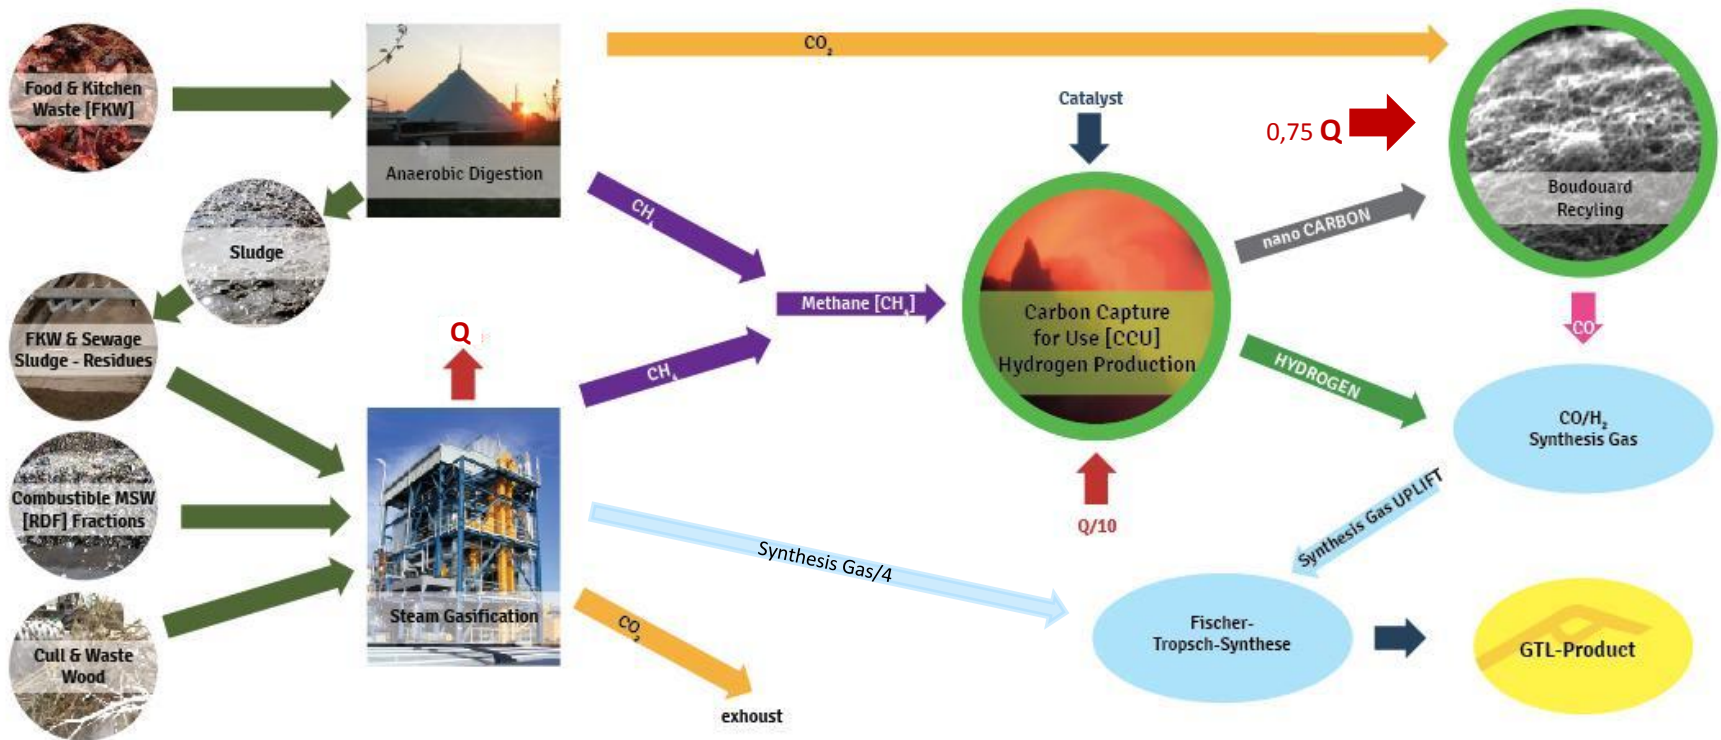 Food & Kitchen
Waste [FKW]
Anaerobic Digestion
CO2
Catalyst
0,75 Q
Boudouard
Recyling
Sludge
CH4
nano CARBON
FKW & Sewage
Sludge - Residues
Q
Methane [CH4]
Carbon Capture
for Use [CCU]
Hydrogen Production
CO
CH4
HYDROGEN
CO/H2
Synthesis Gas
Combustible MSW
[RDF] Fractions
Q/10
Synthesis Gas UPLIFT
Synthesis Gas/4
Steam Gasification
CO2
Fischer-
Tropsch-Synthese
GTL-Product
Cull & Waste
Wood
exhoust